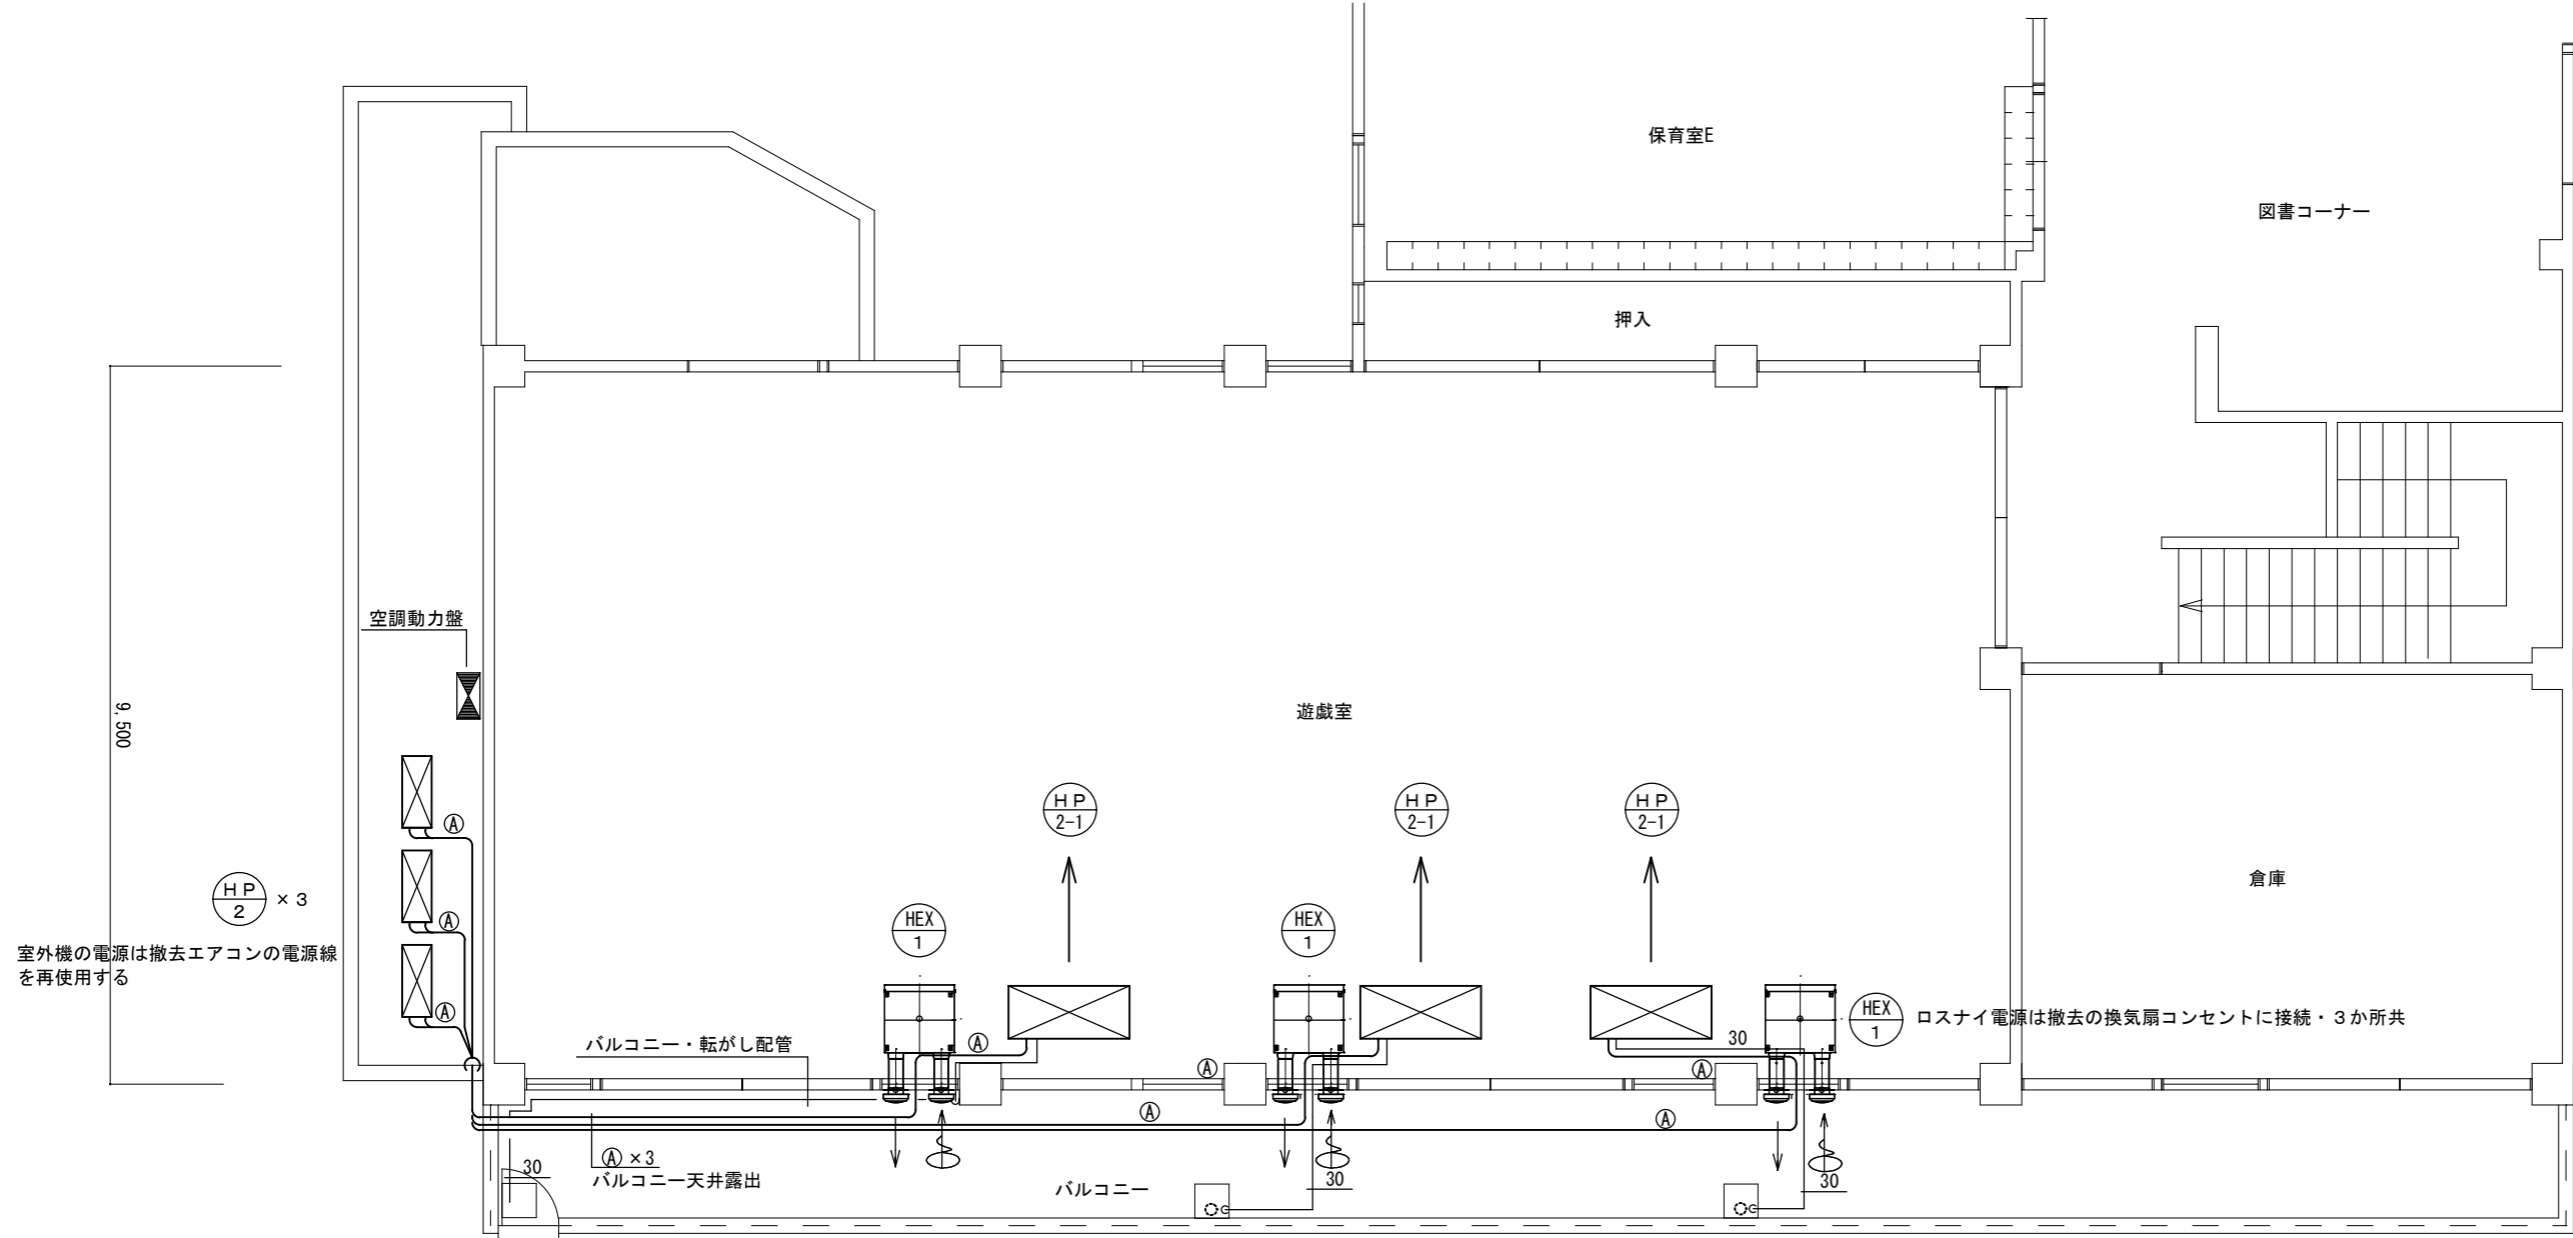 保育室E
図書コーナー
押入
空調動力盤
9,500
遊戯室
HP
2-1
HP
2-1
HP
2-1
Ⓐ
HP
2
×3
倉庫
HEX
1
HEX
1
Ⓐ
室外機の電源は撤去エアコンの電源線
を再使用する
Ⓐ
HEX
1
ロスナイ電源は撤去の換気扇コンセントに接続・3か所共
バルコニー・転がし配管
Ⓐ
30
Ⓐ
Ⓐ
Ⓐ
Ⓐ
Ⓐ×3
バルコニー天井露出
30
バルコニー
30
30